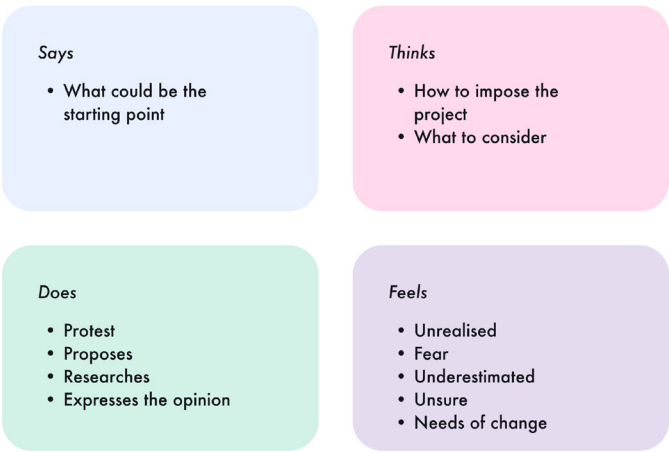 Says
• What could be the
starting point
Thinks
• How to impose the
project
• What to consider
Does
• Protest
• Proposes
• Researches
• Expresses the opinion
Feels
• Unrealised
• Fear
• Underestimated
• Unsure
• Needs of change